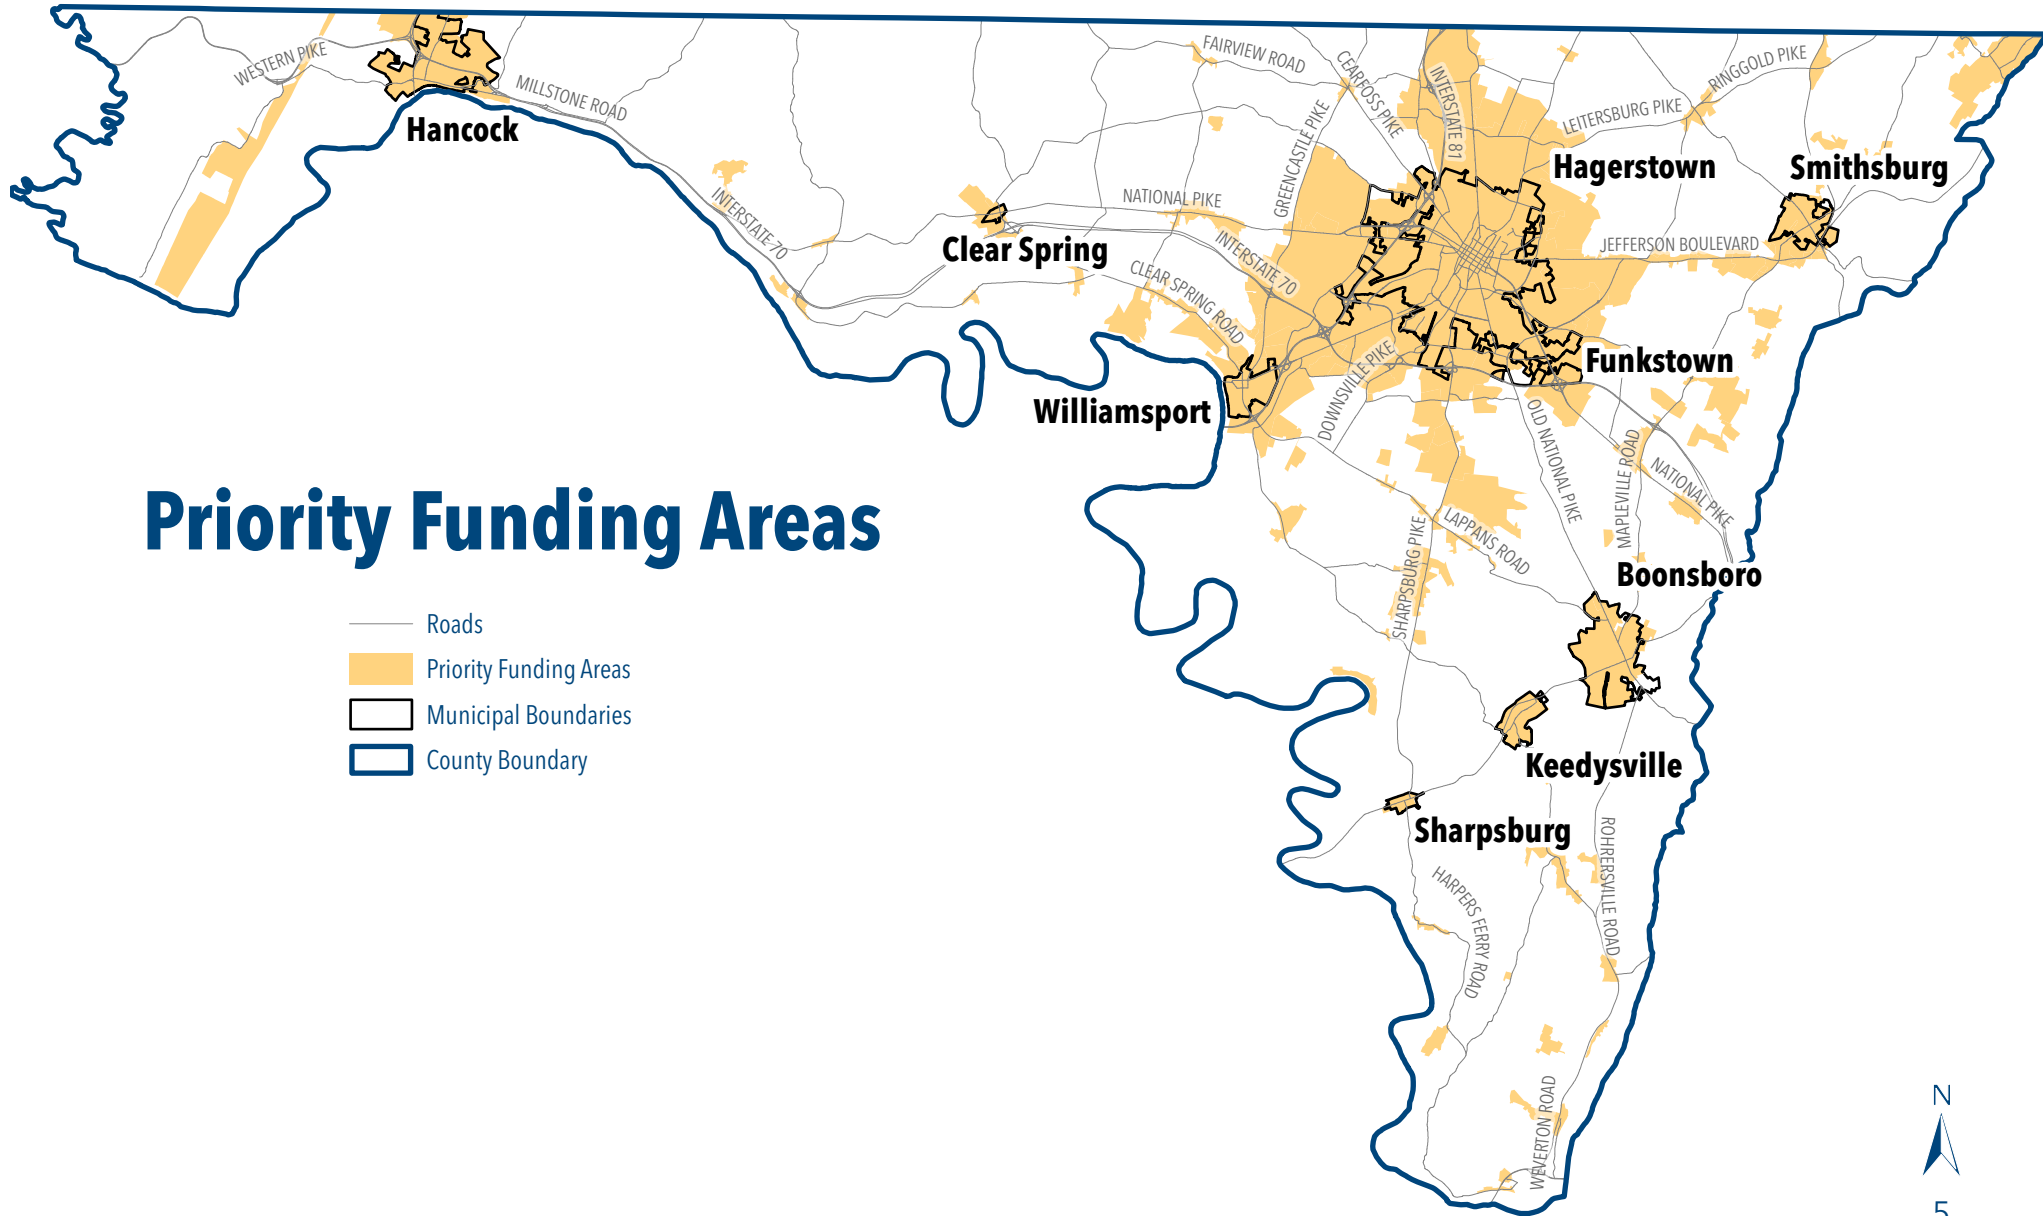 WESTERN PIKE
MILLSTONE ROAD
Hancock
INTERSTATE 70
FAIRVIEW ROAD
CEARFOSS PIKE
INTERSTATE 81
RINGGOLD PIKE
LEITERSBURG PIKE
GREENCASTLE PIKE
Hagerstown
Smithsburg
NATIONAL PIKE
Clear Spring
INTERSTATE 70
CLEAR SPRING ROAD
JEFFERSON BOULEVARD
Funkstown
DOWNSVILLE PIKE
Williamsport
OLD NATIONAL PIKE
MAPLEVILLE ROAD
NATIONAL PIKE
Priority Funding Areas
SHARPSBURG PIKE
LAPPANS ROAD
Boonsboro
Roads
Priority Funding Areas
Municipal Boundaries
County Boundary
Keedysville
Sharpsburg
ROHRERSVILLE ROAD
HARPERS FERRY ROAD
WEVERTON ROAD
N
5